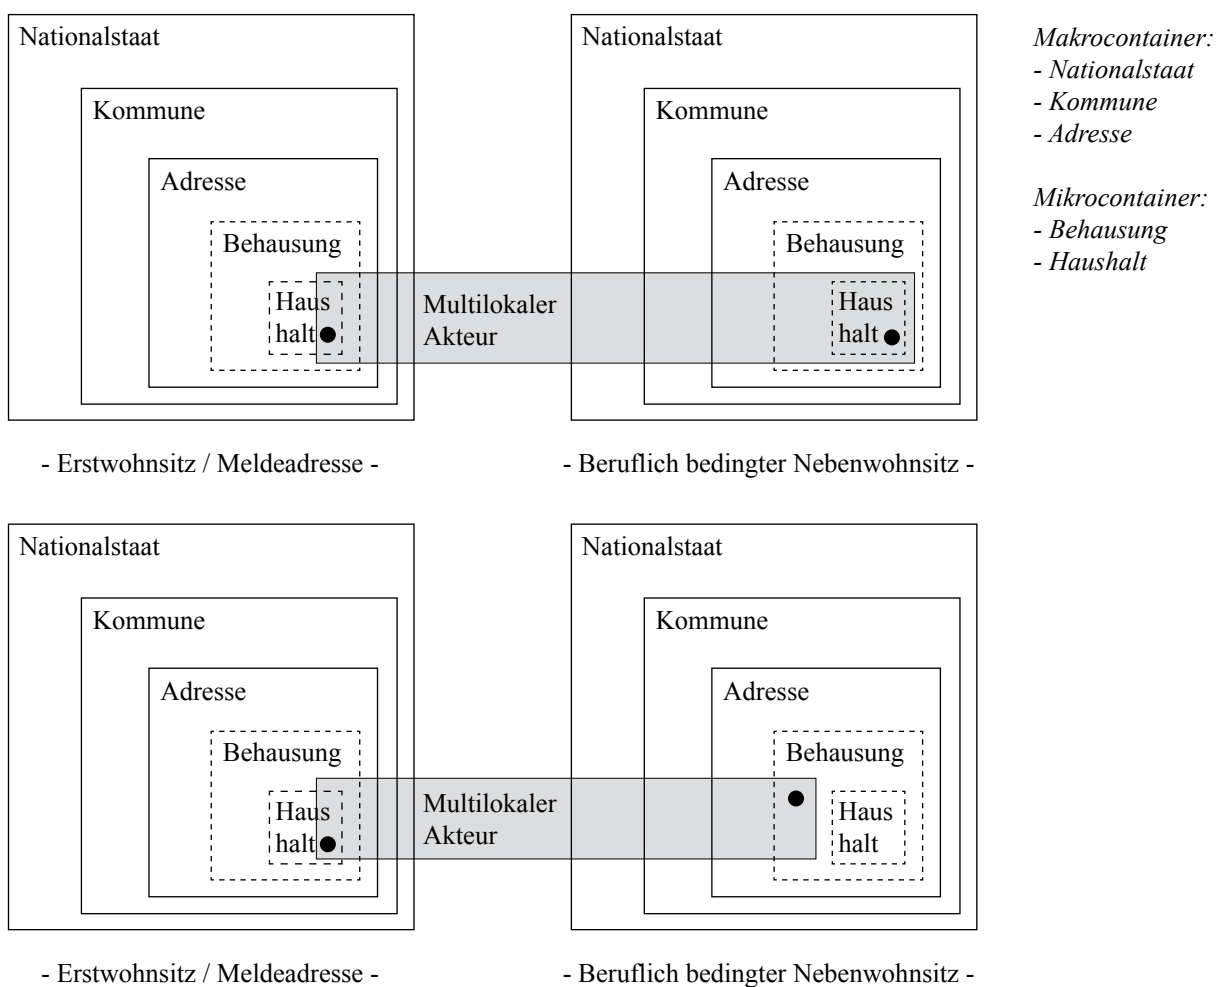 Nationalstaat
Kommune
Adresse
Behausung
Haus
halt
Multilokaler
Akteur
Nationalstaat
Kommune
Adresse
Behausung
Haus
halt
- Erstwohnsitz / Meldeadresse -
- Beruflich bedingter Nebenwohnsitz -
Makrocontainer:
- Nationalstaat
- Kommune
- Adresse
Mikrocontainer:
- Behausung
- Haushalt
Nationalstaat
Kommune
Adresse
Behausung
Haus
halt
Multilokaler
Akteur
Nationalstaat
Kommune
Adresse
Behausung
Haus
halt
- Erstwohnsitz / Meldeadresse -
- Beruflich bedingter Nebenwohnsitz -